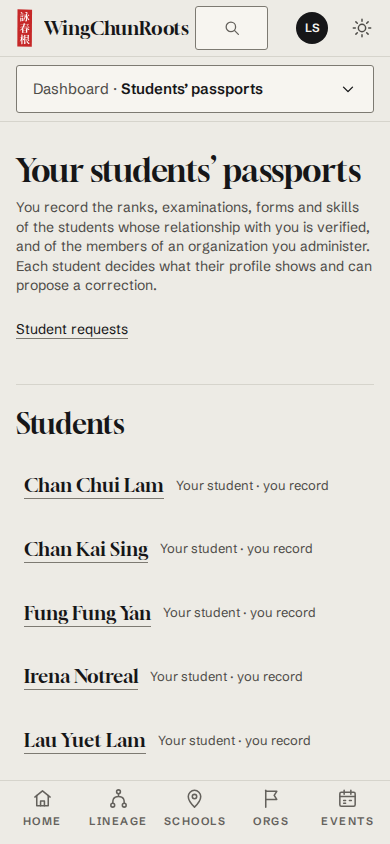 詠春根
WingChunRoots
LS
Dashboard · Students’ passports
Your students’ passports
You record the ranks, examinations, forms and skills
of the students whose relationship with you is verified,
and of the members of an organization you administer.
Each student decides what their profile shows and can
propose a correction.
Student requests
Students
Chan Chui Lam Your student · you record
Chan Kai Sing Your student · you record
Fung Fung Yan Your student · you record
Irena Notreal Your student · you record
Lau Yuet Lam Your student · you record
HOME LINEAGE SCHOOLS ORGS EVENTS